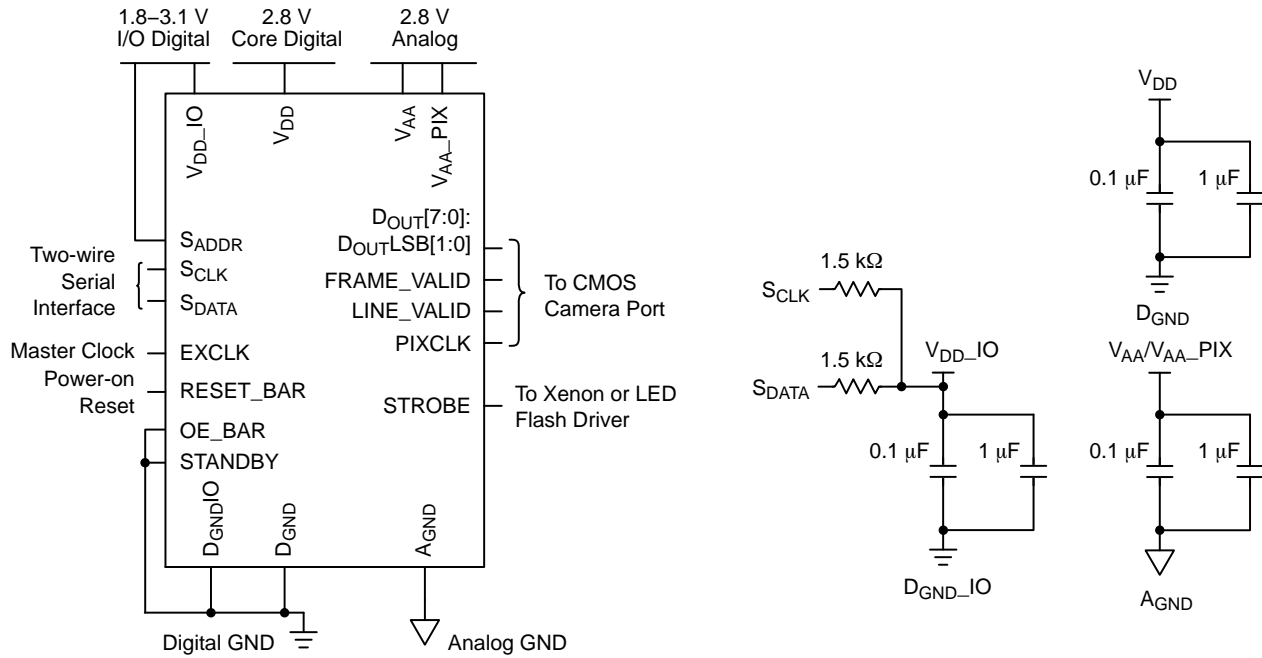 1.8–3.1 V
I/O Digital
2.8 V
Core Digital
2.8 V
Analog
VDD_IO
VDD
VAA
VAA_PIX
DOUT[7:0]:
DOUTLSB[1:0]
FRAME_VALID
LINE_VALID
PIXCLK
To CMOS
Camera Port
STROBE
To Xenon or LED
Flash Driver
Two-wire
Serial
Interface
SADDR
SCLK
SDATA
Master Clock
EXCLK
Power-on
Reset
RESET_BAR
OE_BAR
STANDBY
DGNDIO
DGND
AGND
Digital GND
Analog GND
SCLK
1.5 kΩ
SDATA
1.5 kΩ
VDD_IO
0.1 μF
1 μF
DGND_IO
VDD
0.1 μF
1 μF
DGND
VAA/VAA_PIX
0.1 μF
1 μF
AGND